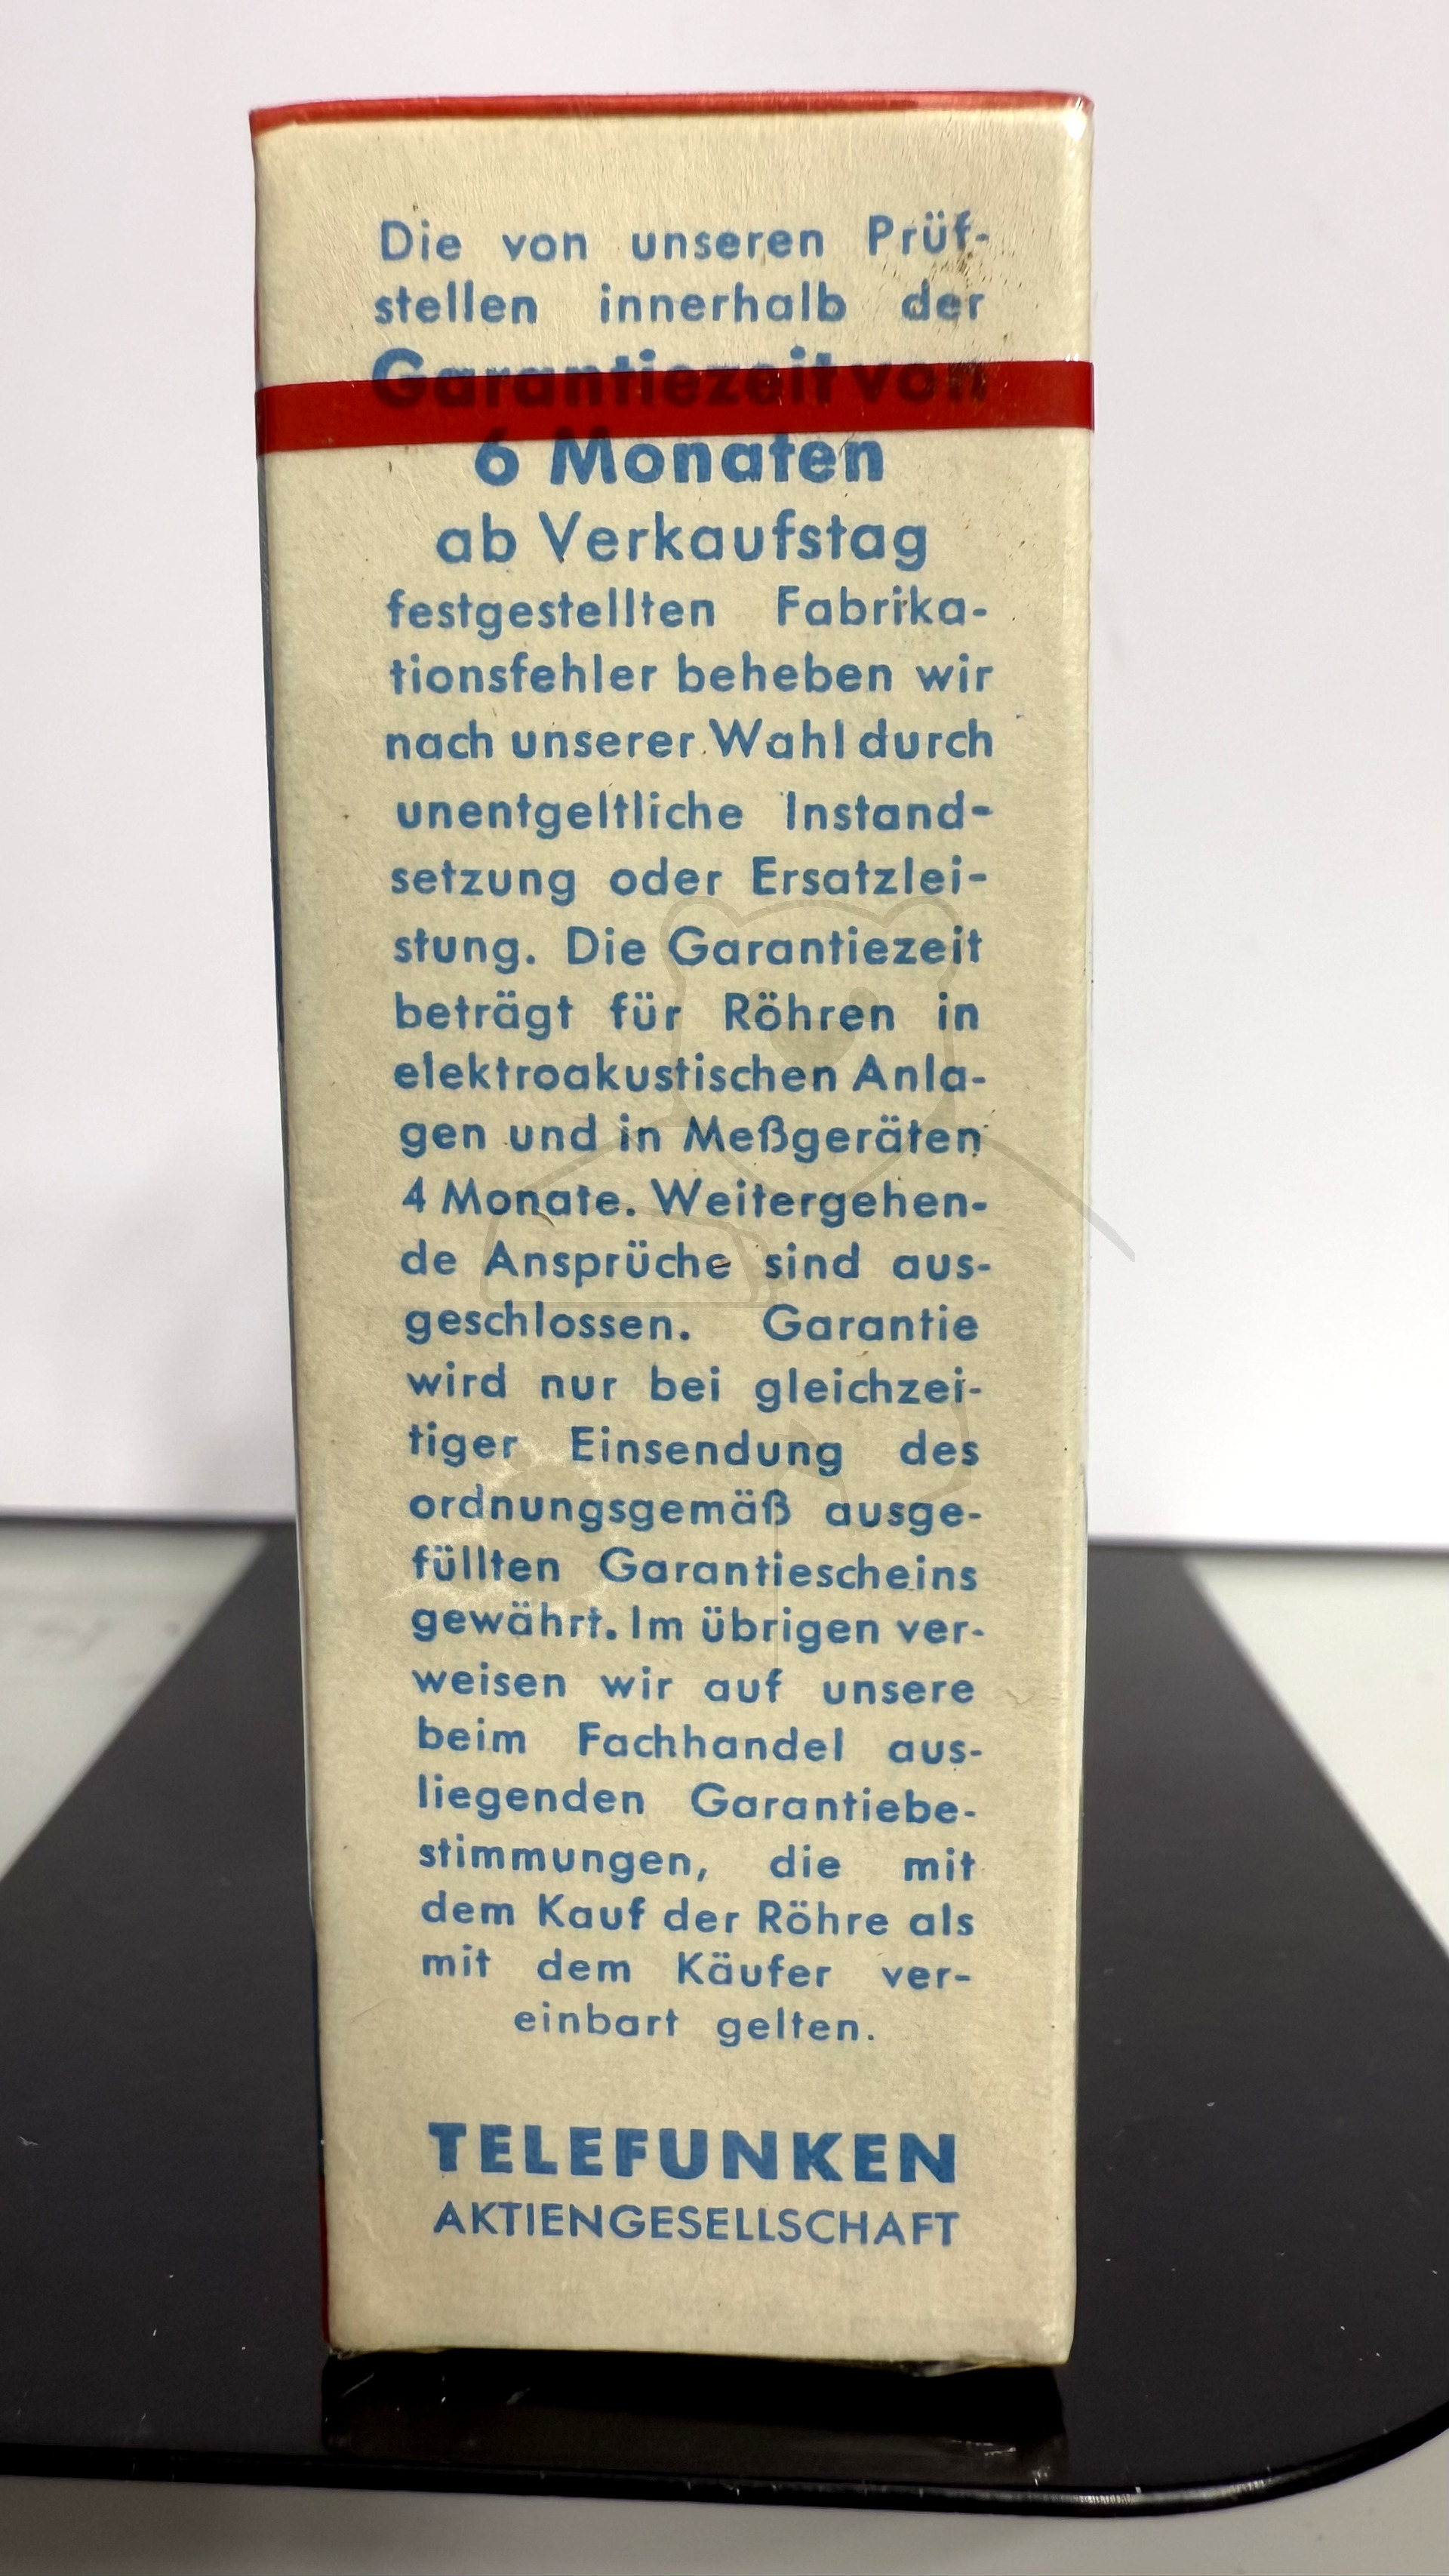 Die von unseren Prüf-
stellen innerhalb der
Garantiezeit von
6 Monaten
ab Verkaufstag
festgestellten Fabrika-
tionsfehler beheben wir
nach unserer Wahl durch
unentgeltliche Instand-
setzung oder Ersatzlei-
stung. Die Garantiezeit
beträgt für Röhren in
elektroakustischen Anla-
gen und in Meßgeräten
4 Monate. Weitergehen-
de Ansprüche sind aus-
geschlossen. Garantie
wird nur bei gleichzei-
tiger Einsendung des
ordnungsgemäß ausge-
füllten Garantiescheins
gewährt. Im übrigen ver-
weisen wir auf unsere
beim Fachhandel aus-
liegenden Garantiebe-
stimmungen, die mit
dem Kauf der Röhre als
mit dem Käufer ver-
einbart gelten.
TELEFUNKEN
AKTIENGESELLSCHAFT